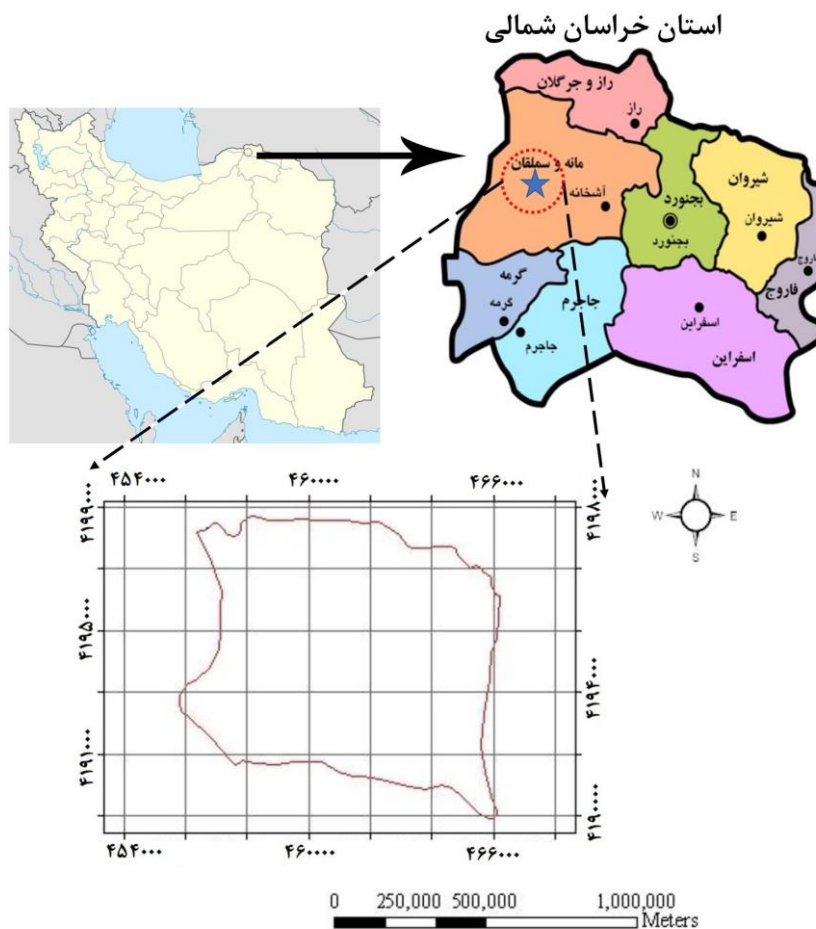 استان خراسان شمالی
راز و جرگلان
راز
مانه و سملقان
آشخانه
بجنورد
بجنورد
شیروان
شیروان
فاروج
فاروج
گرمه
گرمه
جاجرم
جاجرم
اسفراین
اسفراین
۴۵۴۰۰۰ ۴۶۰۰۰۰ ۴۶۶۰۰۰
۴۱۹۹۰۰۰
۴۱۹۵۰۰۰
۴۱۹۱۰۰۰
۴۱۹۸۰۰۰
۴۱۹۴۰۰۰
۴۱۹۰۰۰۰
۴۵۴۰۰۰ ۴۶۰۰۰۰ ۴۶۶۰۰۰
N
W E
S
0 250,000 500,000 1,000,000
Meters